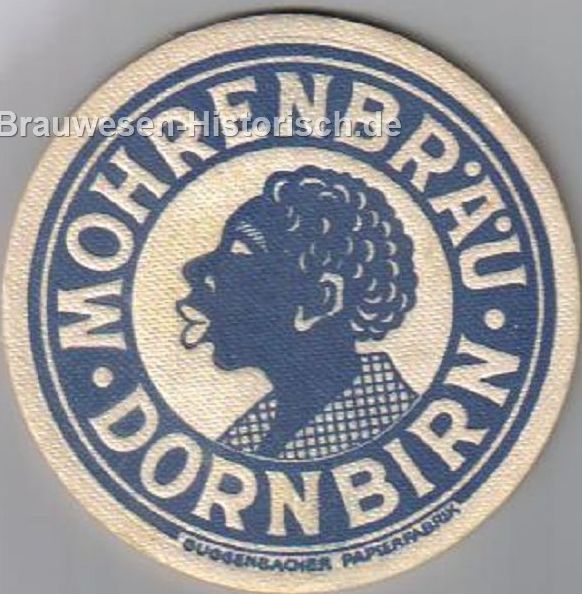 MOHRENBRÄU
· DORNBIRN ·
GUGGENBACHER PAPIERFABRIK
Brauwesen-Historisch.de